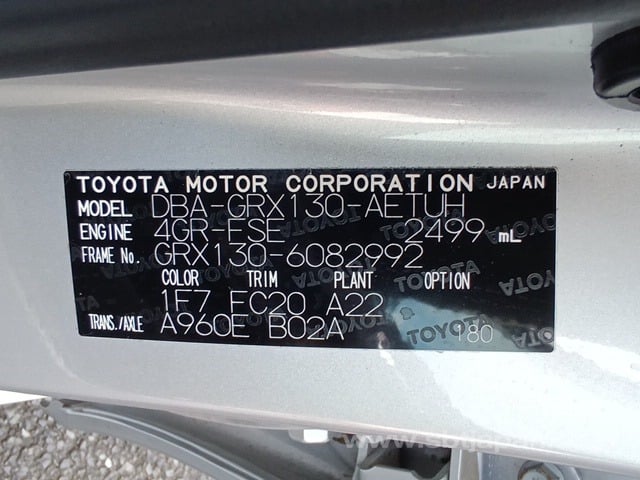 TOYOTA MOTOR CORPORATION JAPAN
MODEL DBA-GRX130-AETUH
ENGINE 4GR-FSE 2499 mL
FRAME No. GRX130-6082992
COLOR TRIM PLANT OPTION
1F7 FC20 A22
TRANS./AXLE A960E B02A
180